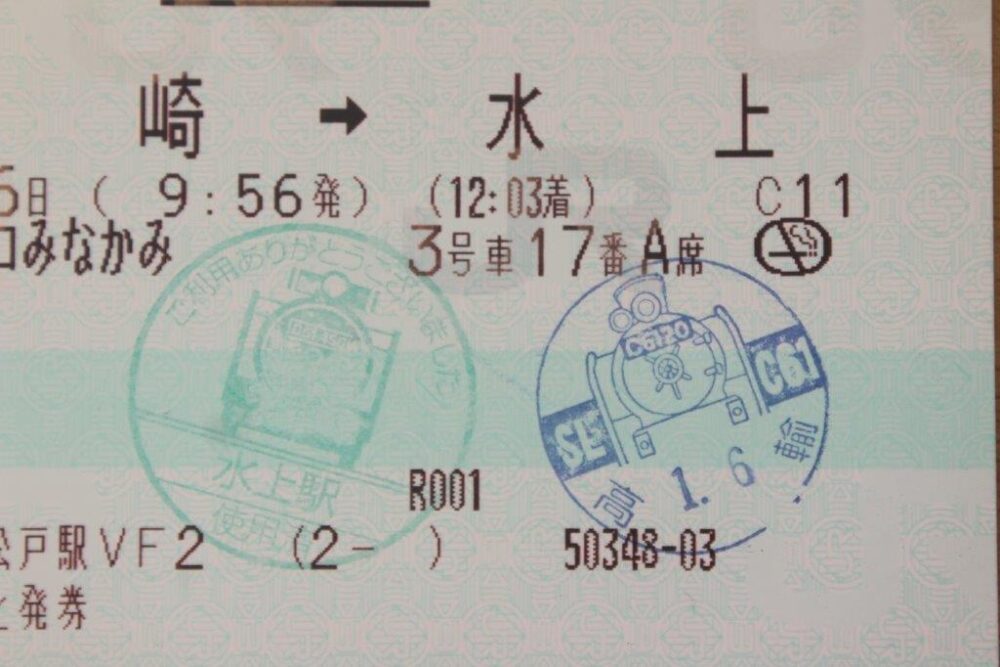 崎 → 水 上
6日 ( 9:56発) (12:03着) C11
みなかみ 3号車17番A席
ご利用ありがとうございました
水上駅
使用
C6120
C61
1.6
高 輸
R001
松戸駅VF2 (2- ) 50348-03
発券